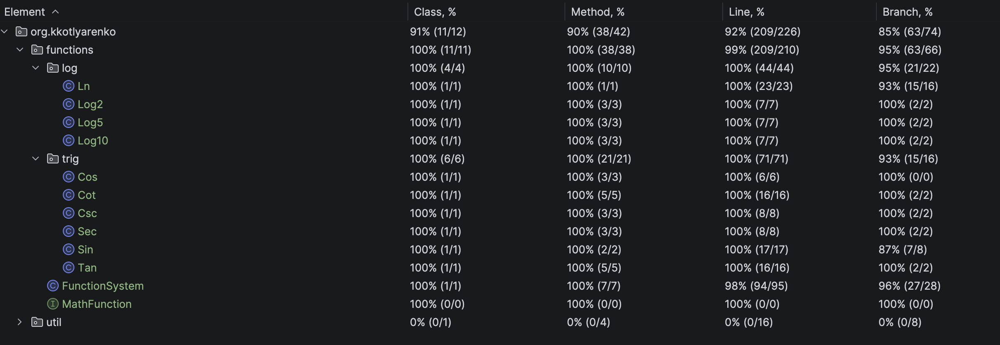 Element Class, % Method, % Line, % Branch, %
org.kkotlyarenko 91% (11/12) 90% (38/42) 92% (209/226) 85% (63/74)
functions 100% (11/11) 100% (38/38) 99% (209/210) 95% (63/66)
log 100% (4/4) 100% (10/10) 100% (44/44) 95% (21/22)
C Ln 100% (1/1) 100% (1/1) 100% (23/23) 93% (15/16)
C Log2 100% (1/1) 100% (3/3) 100% (7/7) 100% (2/2)
C Log5 100% (1/1) 100% (3/3) 100% (7/7) 100% (2/2)
C Log10 100% (1/1) 100% (3/3) 100% (7/7) 100% (2/2)
trig 100% (6/6) 100% (21/21) 100% (71/71) 93% (15/16)
C Cos 100% (1/1) 100% (3/3) 100% (6/6) 100% (0/0)
C Cot 100% (1/1) 100% (5/5) 100% (16/16) 100% (2/2)
C Csc 100% (1/1) 100% (3/3) 100% (8/8) 100% (2/2)
C Sec 100% (1/1) 100% (3/3) 100% (8/8) 100% (2/2)
C Sin 100% (1/1) 100% (2/2) 100% (17/17) 87% (7/8)
C Tan 100% (1/1) 100% (5/5) 100% (16/16) 100% (2/2)
C FunctionSystem 100% (1/1) 100% (7/7) 98% (94/95) 96% (27/28)
I MathFunction 100% (0/0) 100% (0/0) 100% (0/0) 100% (0/0)
util 0% (0/1) 0% (0/4) 0% (0/16) 0% (0/8)